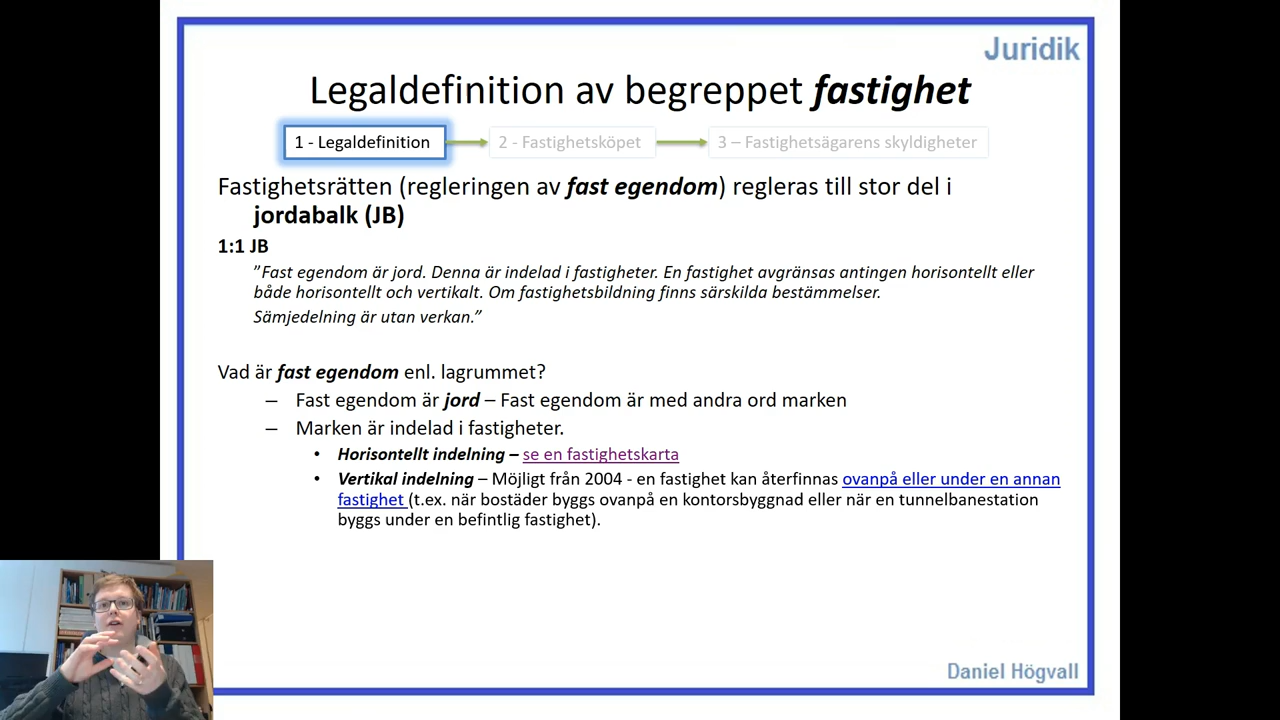 Juridik
Legaldefinition av begreppet fastighet
1 - Legaldefinition
2 - Fastighetsköpet
3 – Fastighetsägarens skyldigheter
Fastighetsrätten (regleringen av fast egendom) regleras till stor del i
jordabalk (JB)
1:1 JB
”Fast egendom är jord. Denna är indelad i fastigheter. En fastighet avgränsas antingen horisontellt eller
både horisontellt och vertikalt. Om fastighetsbildning finns särskilda bestämmelser.
Sämjedelning är utan verkan.”
Vad är fast egendom enl. lagrummet?
– Fast egendom är jord – Fast egendom är med andra ord marken
– Marken är indelad i fastigheter.
• Horisontellt indelning – se en fastighetskarta
• Vertikal indelning – Möjligt från 2004 - en fastighet kan återfinnas ovanpå eller under en annan
fastighet (t.ex. när bostäder byggs ovanpå en kontorsbyggnad eller när en tunnelbanestation
byggs under en befintlig fastighet).
Daniel Högvall